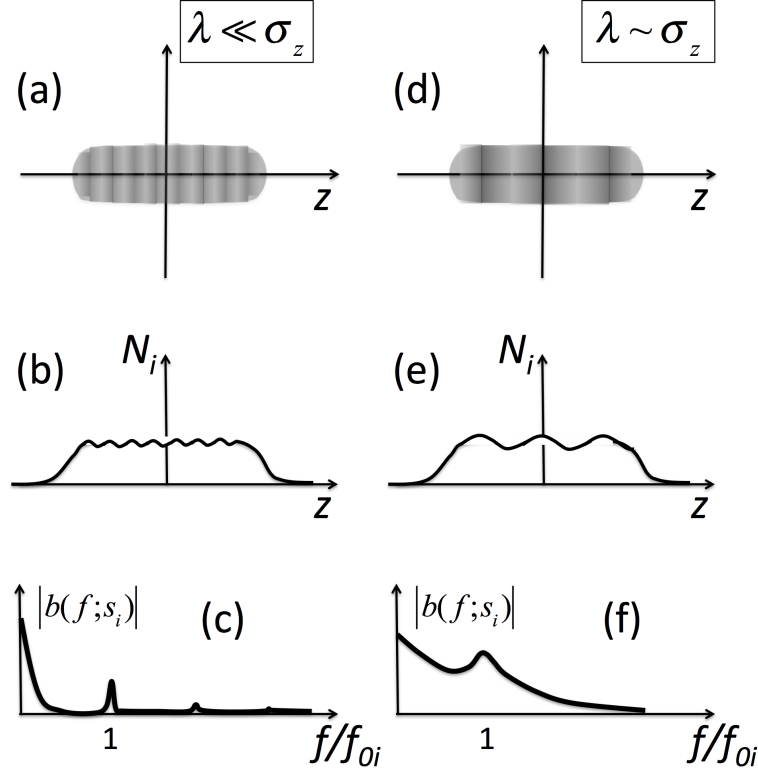 λ ≪ σz
λ ~ σz
(a)
(d)
z
z
(b)
Ni
(e)
Ni
z
z
|b(f;si)|
(c)
|b(f;si)|
(f)
1
f/f0i
1
f/f0i